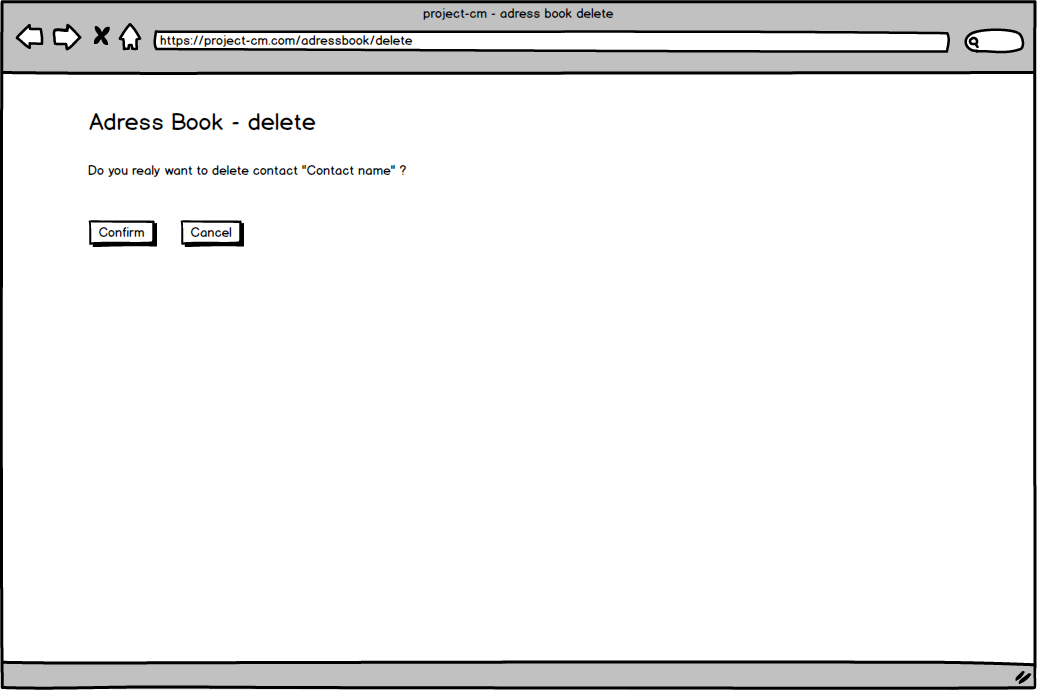 project-cm - adress book delete
https://project-cm.com/adressbook/delete
Adress Book - delete
Do you realy want to delete contact "Contact name" ?
Confirm
Cancel